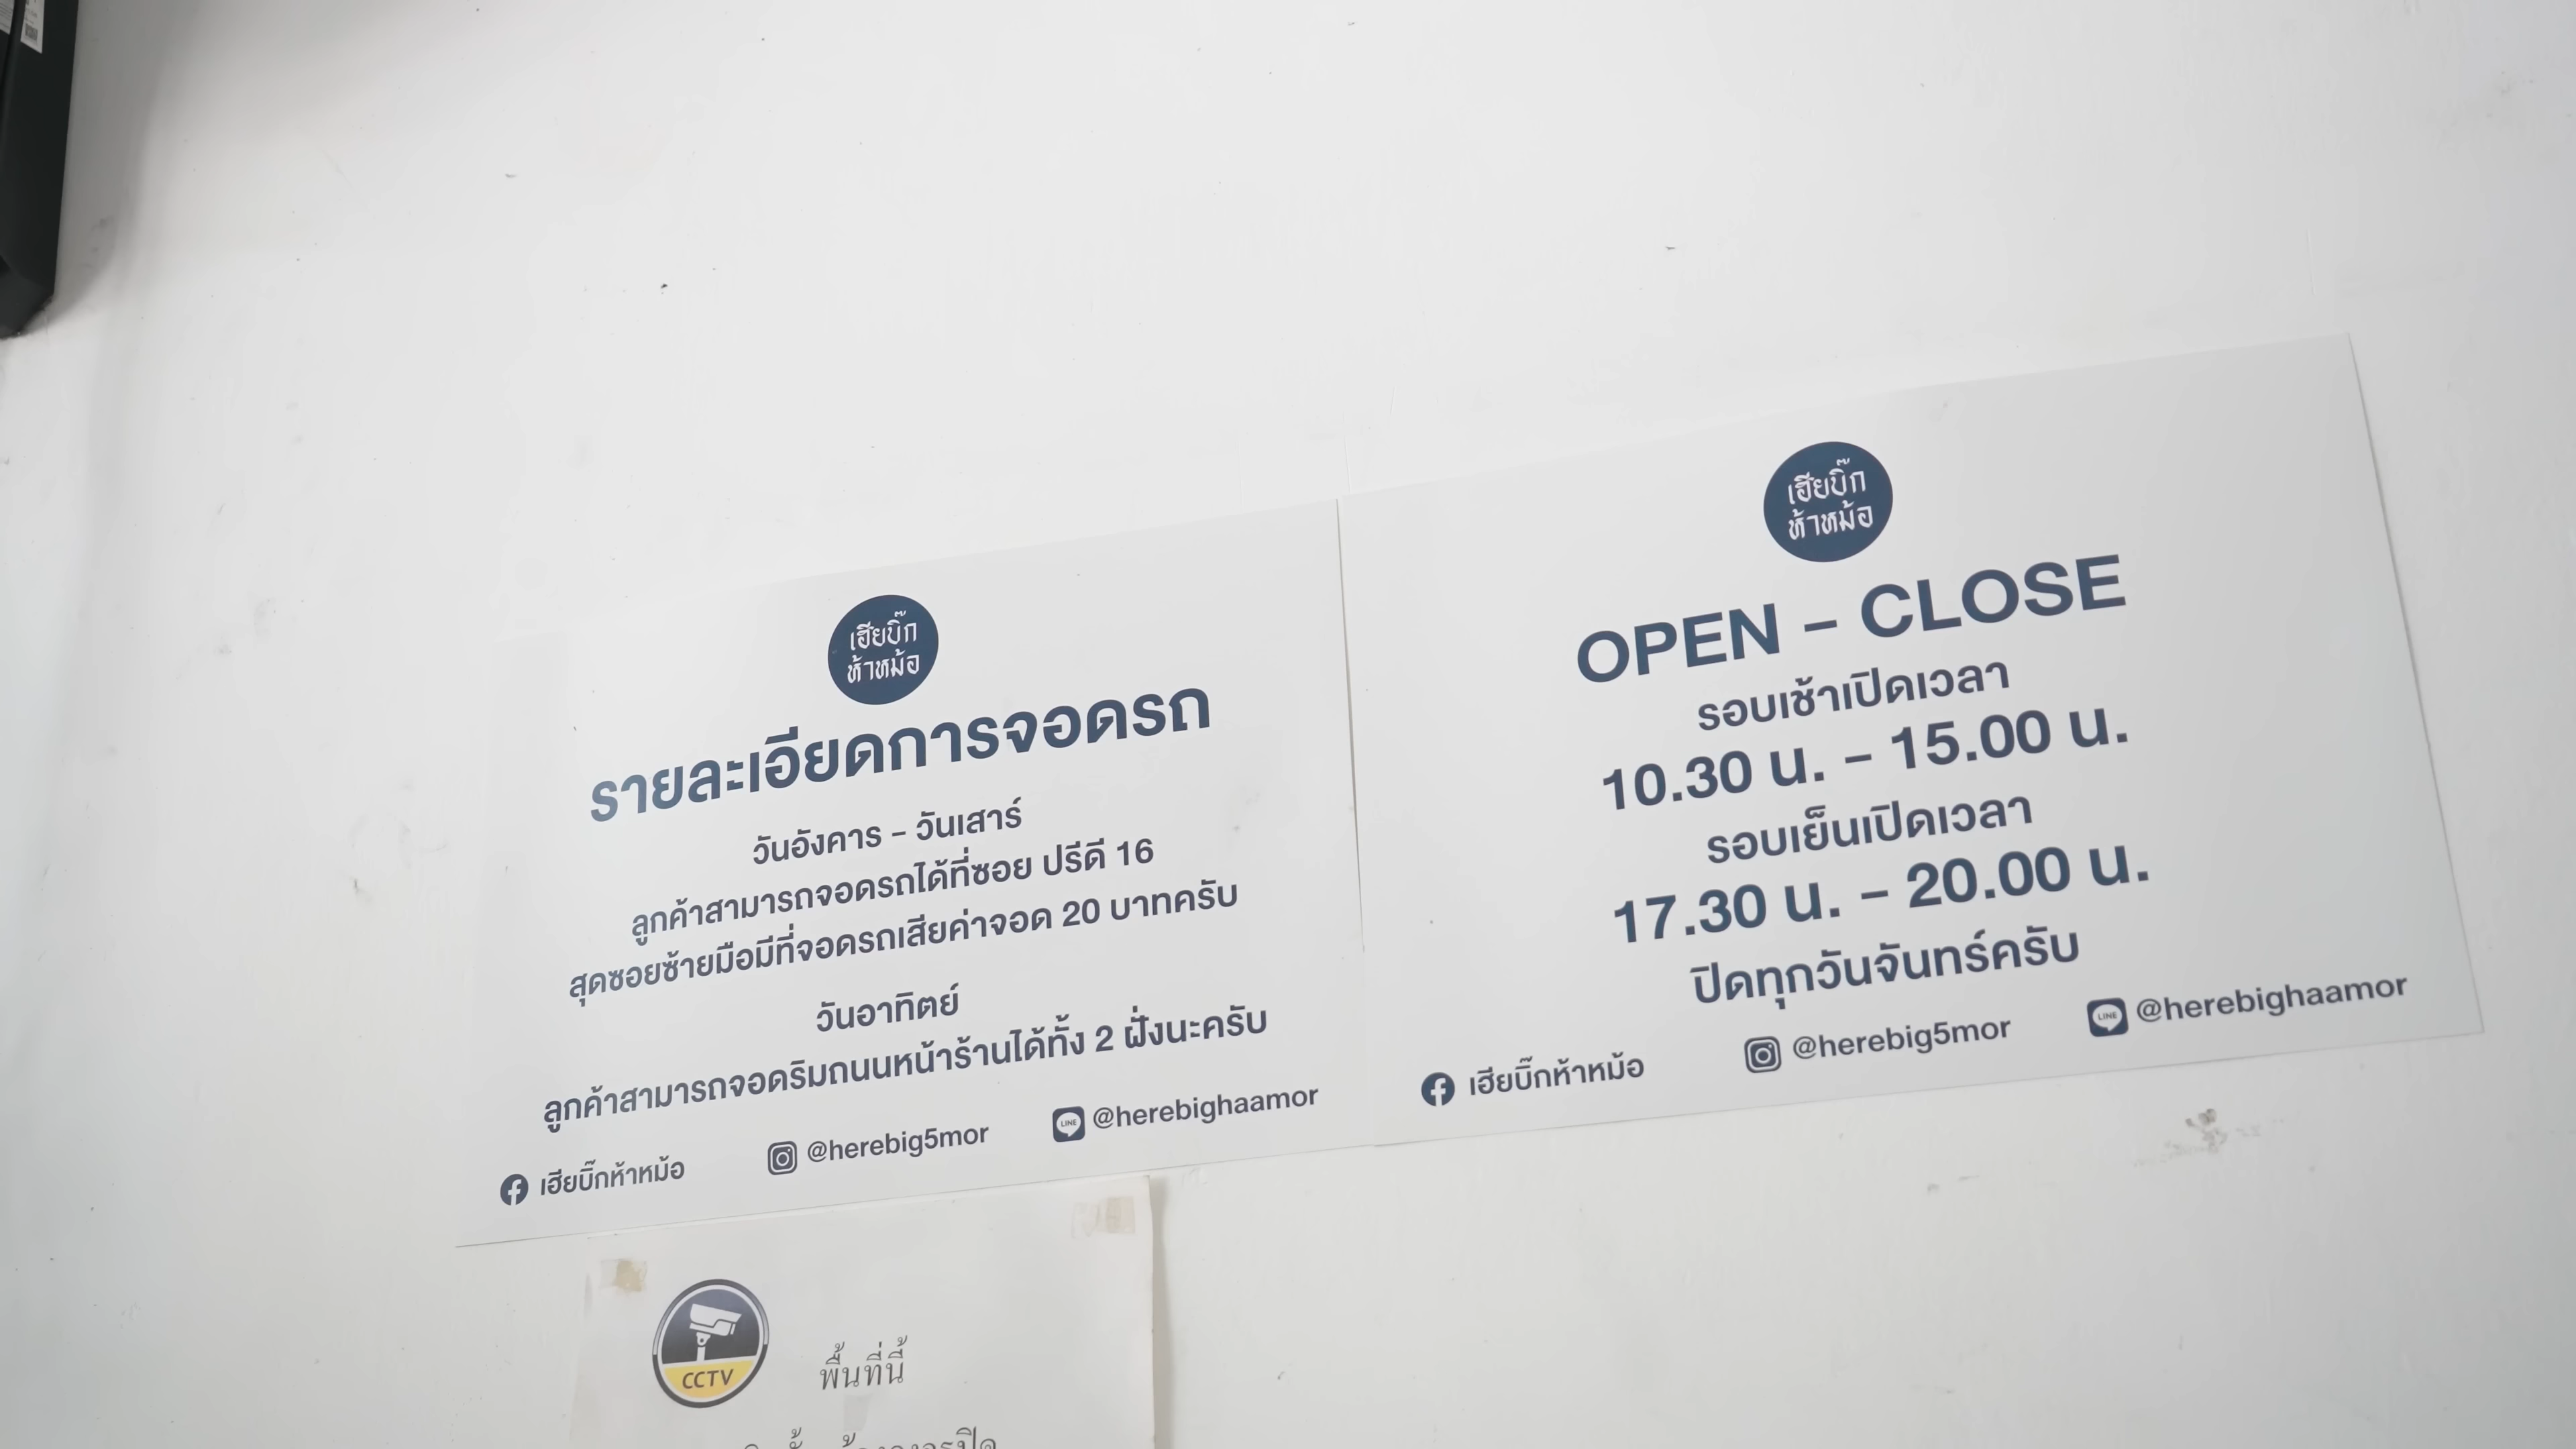 เฮียบิ๊ก
ห้าหม้อ
รายละเอียดการจอดรถ
วันอังคาร – วันเสาร์
ลูกค้าสามารถจอดรถได้ที่ซอย ปรีดี 16
สุดซอยซ้ายมือมีที่จอดรถเสียค่าจอด 20 บาทครับ
วันอาทิตย์
ลูกค้าสามารถจอดริมถนนหน้าร้านได้ทั้ง 2 ฝั่งนะครับ
เฮียบิ๊กห้าหม้อ @herebig5mor LINE @herebighaamor
เฮียบิ๊ก
ห้าหม้อ
OPEN – CLOSE
รอบเช้าเปิดเวลา
10.30 น. – 15.00 น.
รอบเย็นเปิดเวลา
17.30 น. – 20.00 น.
ปิดทุกวันจันทร์ครับ
เฮียบิ๊กห้าหม้อ @herebig5mor LINE @herebighaamor
CCTV
พื้นที่นี้